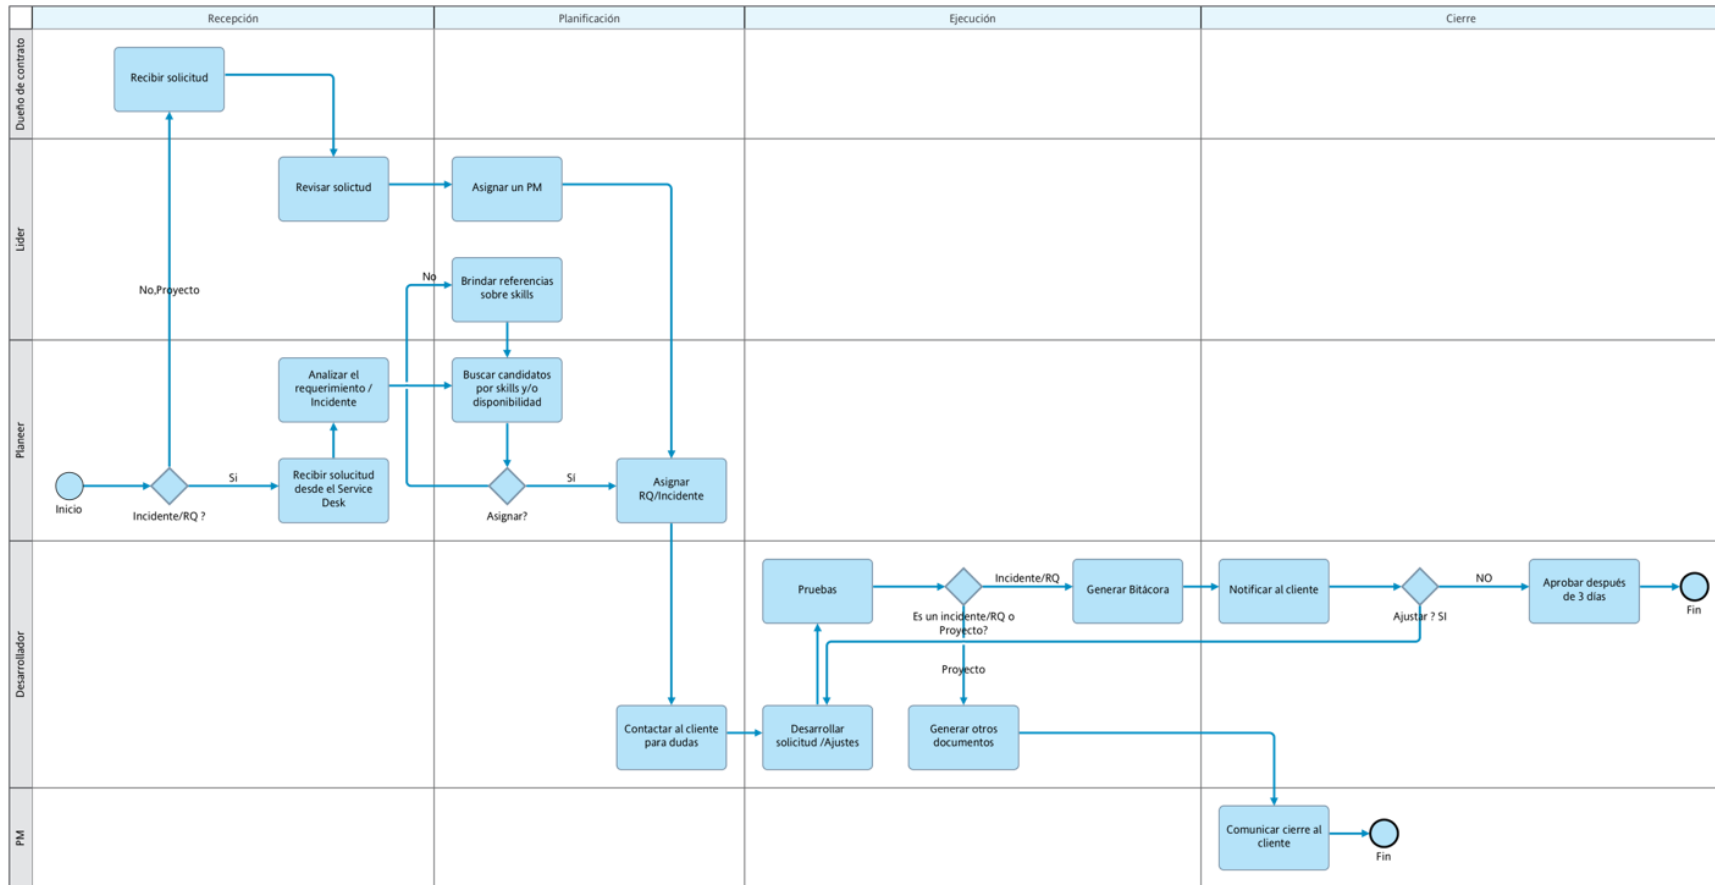 Recepción
Planificación
Ejecución
Cierre
Dueño de contrato
Recibir solicitud
Lider
Revisar solictud
Asignar un PM
No,Proyecto
No
Brindar referencias
sobre skills
Planeer
Analizar el
requerimiento /
Incidente
Buscar candidatos
por skills y/o
disponibilidad
Inicio
Incidente/RQ ?
Si
Recibir solucitud
desde el Service
Desk
Asignar?
Sí
Asignar
RQ/Incidente
Desarrollador
Pruebas
Es un incidente/RQ o
Proyecto?
Incidente/RQ
Generar Bitácora
Notificar al cliente
Ajustar ? SI
NO
Aprobar después
de 3 días
Fin
Proyecto
Contactar al cliente
para dudas
Desarrollar
solicitud /Ajustes
Generar otros
documentos
PM
Comunicar cierre al
cliente
Fin